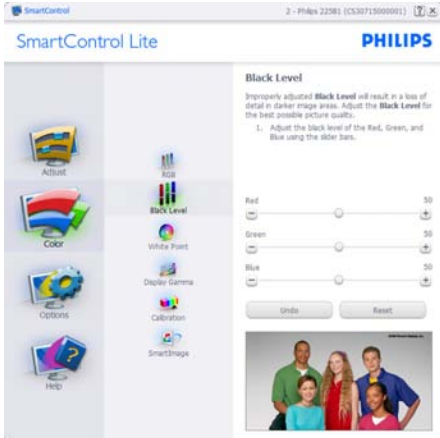 SmartControl
2 - Philips 225B1 (CS30715000001)
SmartControl Lite
PHILIPS
Adjust
Color
Options
Help
RGB
Black Level
White Point
Display Gamma
Calibration
SmartImage
Black Level
Improperly adjusted Black Level will result in a loss of
detail in darker image areas. Adjust the Black Level for
the best possible picture quality.
1. Adjust the black level of the Red, Green, and
Blue using the slider bars.
Red 50
Green 50
Blue 50
Undo Reset